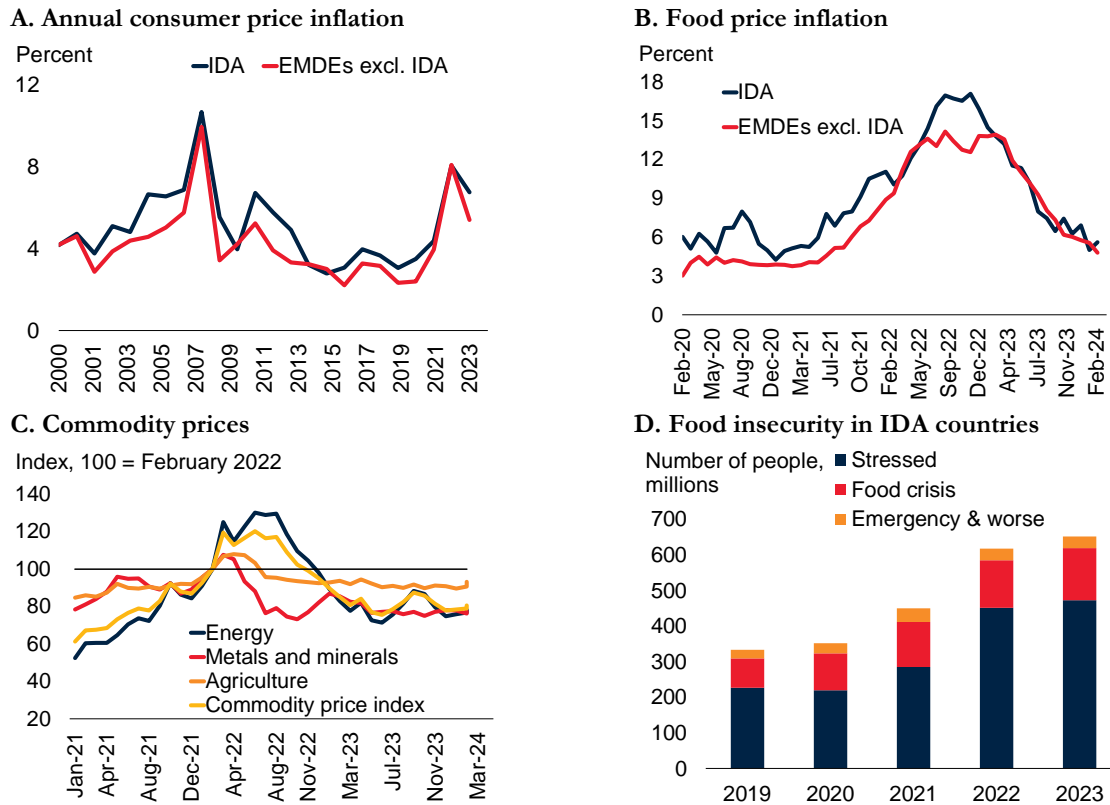 A. Annual consumer price inflation
Percent
IDA EMDEs excl. IDA
12
8
4
0
2000 2001 2003 2005 2007 2009 2011 2013 2015 2017 2019 2021 2023
B. Food price inflation
Percent
18
IDA
15
EMDEs excl. IDA
12
9
6
3
0
Feb-20 May-20 Aug-20 Dec-20 Mar-21 Jul-21 Oct-21 Feb-22 May-22 Sep-22 Dec-22 Apr-23 Jul-23 Nov-23 Feb-24
C. Commodity prices
Index, 100 = February 2022
140
120
100
80
60
40
20
Energy
Metals and minerals
Agriculture
Commodity price index
Jan-21 Apr-21 Aug-21 Dec-21 Apr-22 Nov-22 Mar-23 Jul-23 Nov-23 Mar-24
D. Food insecurity in IDA countries
Number of people,
millions
Stressed
Food crisis
Emergency & worse
700
600
500
400
300
200
100
0
2019 2020 2021 2022 2023